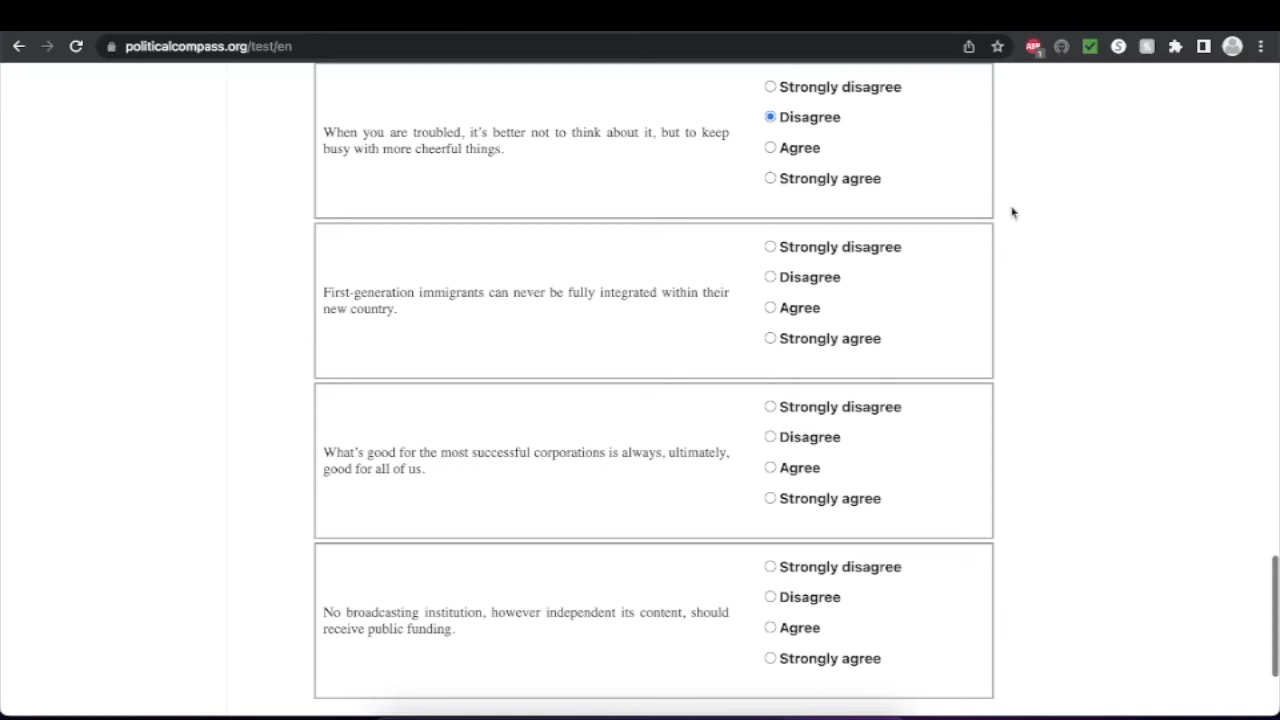 politicalcompass.org/test/en
ABP
1
S
Strongly disagree
When you are troubled, it's better not to think about it, but to keep
busy with more cheerful things.
Disagree
Agree
Strongly agree
First-generation immigrants can never be fully integrated within their
new country.
Strongly disagree
Disagree
Agree
Strongly agree
What's good for the most successful corporations is always, ultimately,
good for all of us.
Strongly disagree
Disagree
Agree
Strongly agree
No broadcasting institution, however independent its content, should
receive public funding.
Strongly disagree
Disagree
Agree
Strongly agree